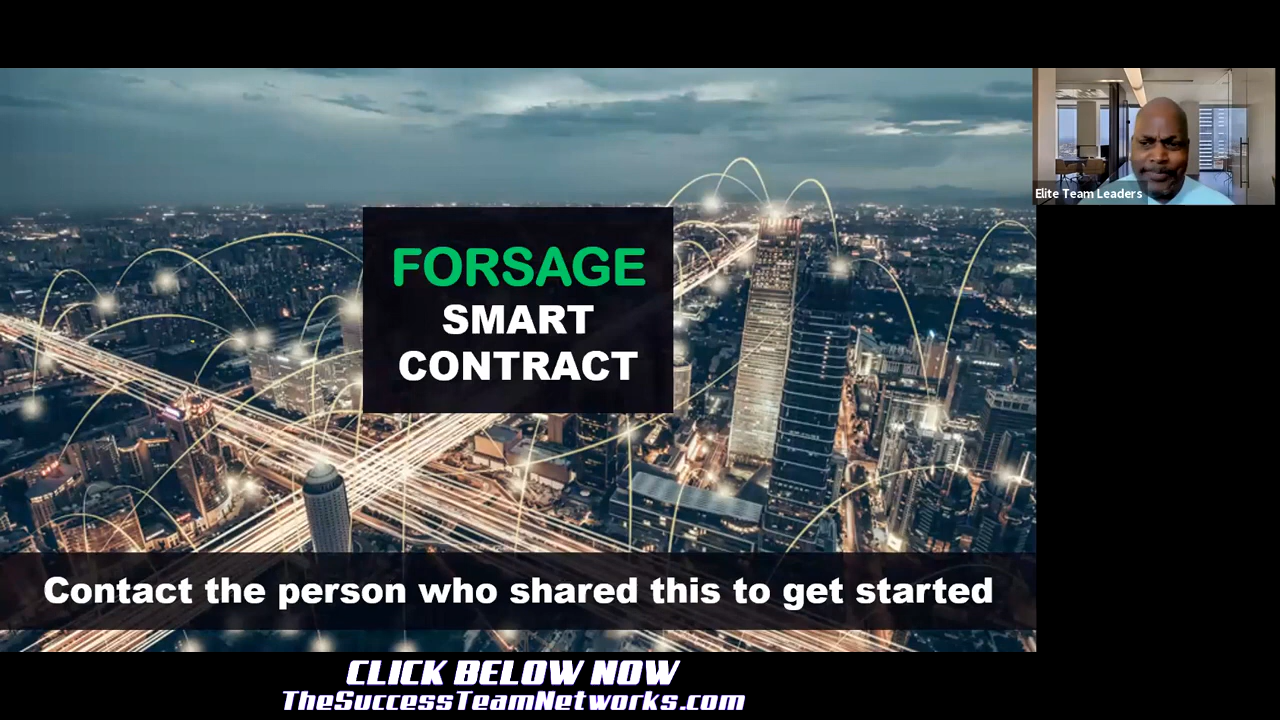 Elite Team Leaders
FORSAGE
SMART
CONTRACT
Contact the person who shared this to get started
CLICK BELOW NOW
TheSuccessTeamNetworks.com